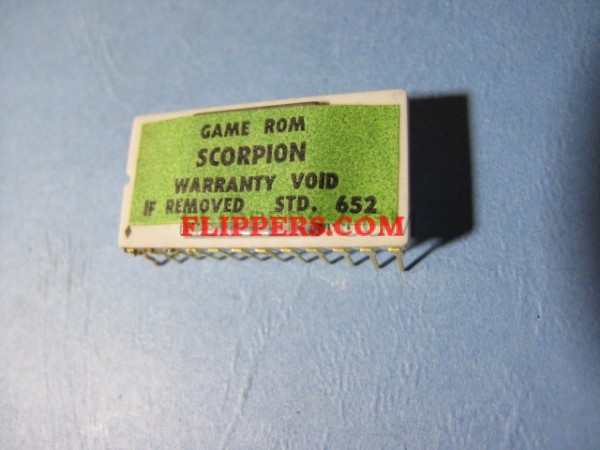 GAME ROM
SCORPION
WARRANTY VOID
IF REMOVED STD. 652
FLIPPERS.COM